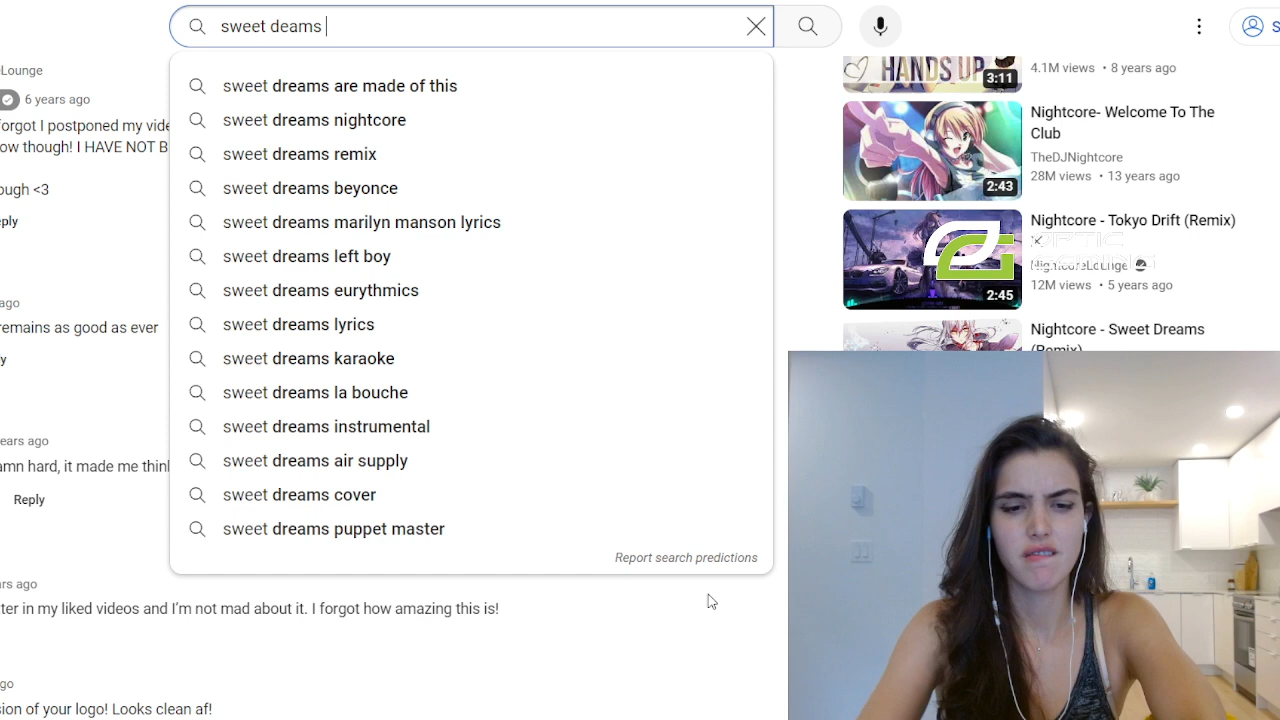 sweet deams
S
eLounge
6 years ago
forgot I postponed my vide
ow though! I HAVE NOT B
ough <3
ply
ago
remains as good as ever
y
ears ago
amn hard, it made me thinl
Reply
rs ago
ter in my liked videos and I'm not mad about it. I forgot how amazing this is!
go
sion of your logo! Looks clean af!
sweet dreams are made of this
sweet dreams nightcore
sweet dreams remix
sweet dreams beyonce
sweet dreams marilyn manson lyrics
sweet dreams left boy
sweet dreams eurythmics
sweet dreams lyrics
sweet dreams karaoke
sweet dreams la bouche
sweet dreams instrumental
sweet dreams air supply
sweet dreams cover
sweet dreams puppet master
Report search predictions
HANDS UP
3:11
4.1M views • 8 years ago
2:43
Nightcore- Welcome To The
Club
TheDJNightcore
28M views • 13 years ago
2:45
Nightcore - Tokyo Drift (Remix)
OPTIC
GAMING
NightcoreLounge
12M views • 5 years ago
Nightcore - Sweet Dreams
(Remix)